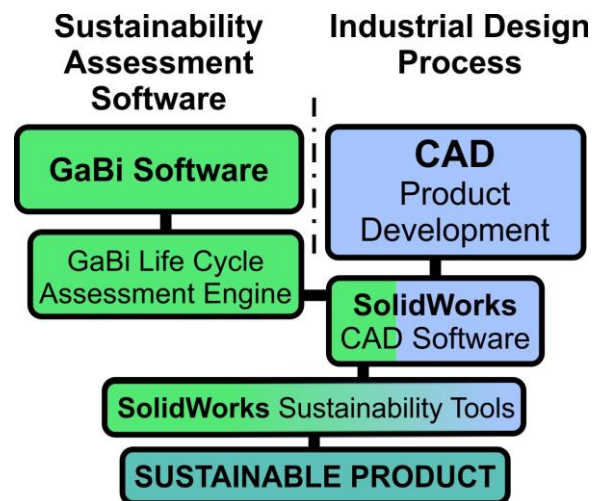 Sustainability
Assessment
Software
Industrial Design
Process
GaBi Software
CAD
Product
Development
GaBi Life Cycle
Assessment Engine
SolidWorks
CAD Software
SolidWorks Sustainability Tools
SUSTAINABLE PRODUCT